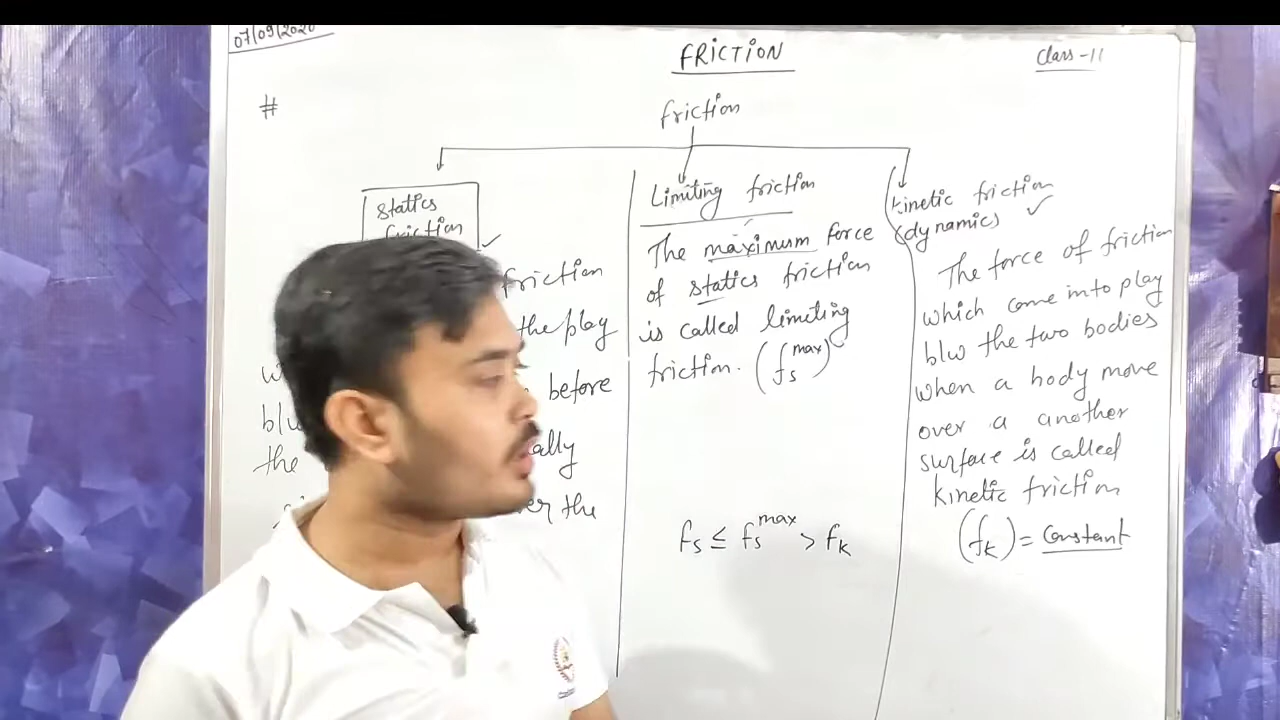 07/09/2020
FRICTION
Class-11
#
friction
Statics
friction
friction
the play
before
the
ally
er the
Limiting friction
The maximum force
of statics friction
is called limiting
friction. (fs max)
fs ≤ fs max > fk
kinetic friction
(dynamics)
The force of friction
which come into play
b/w the two bodies
when a body move
over a another
surface is called
kinetic friction
(fk) = constant